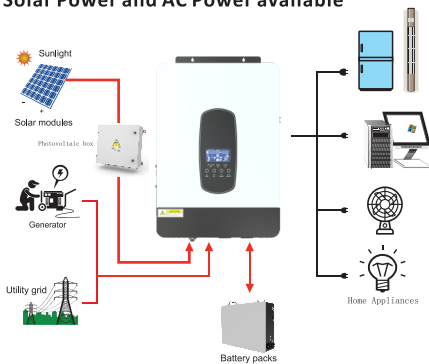 Solar Power and AC Power available
Sunlight
-
+
Solar modules
Photovoltaic box
Generator
Utility grid
Battery packs
Home Appliances